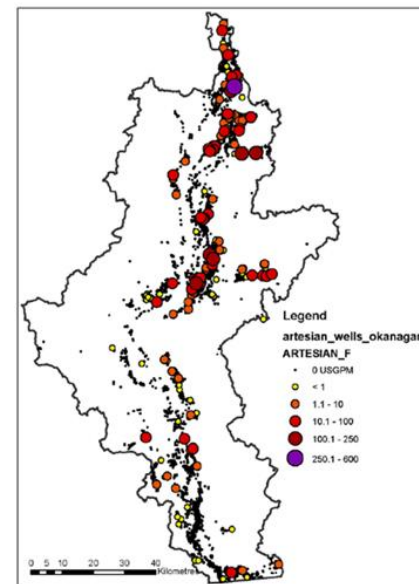 Legend
artesian_wells_okanagan
ARTESIAN_F
0 USGPM
< 1
1.1 - 10
10.1 - 100
100.1 - 250
250.1 - 600
0 5 10 20 30 40
Kilometres